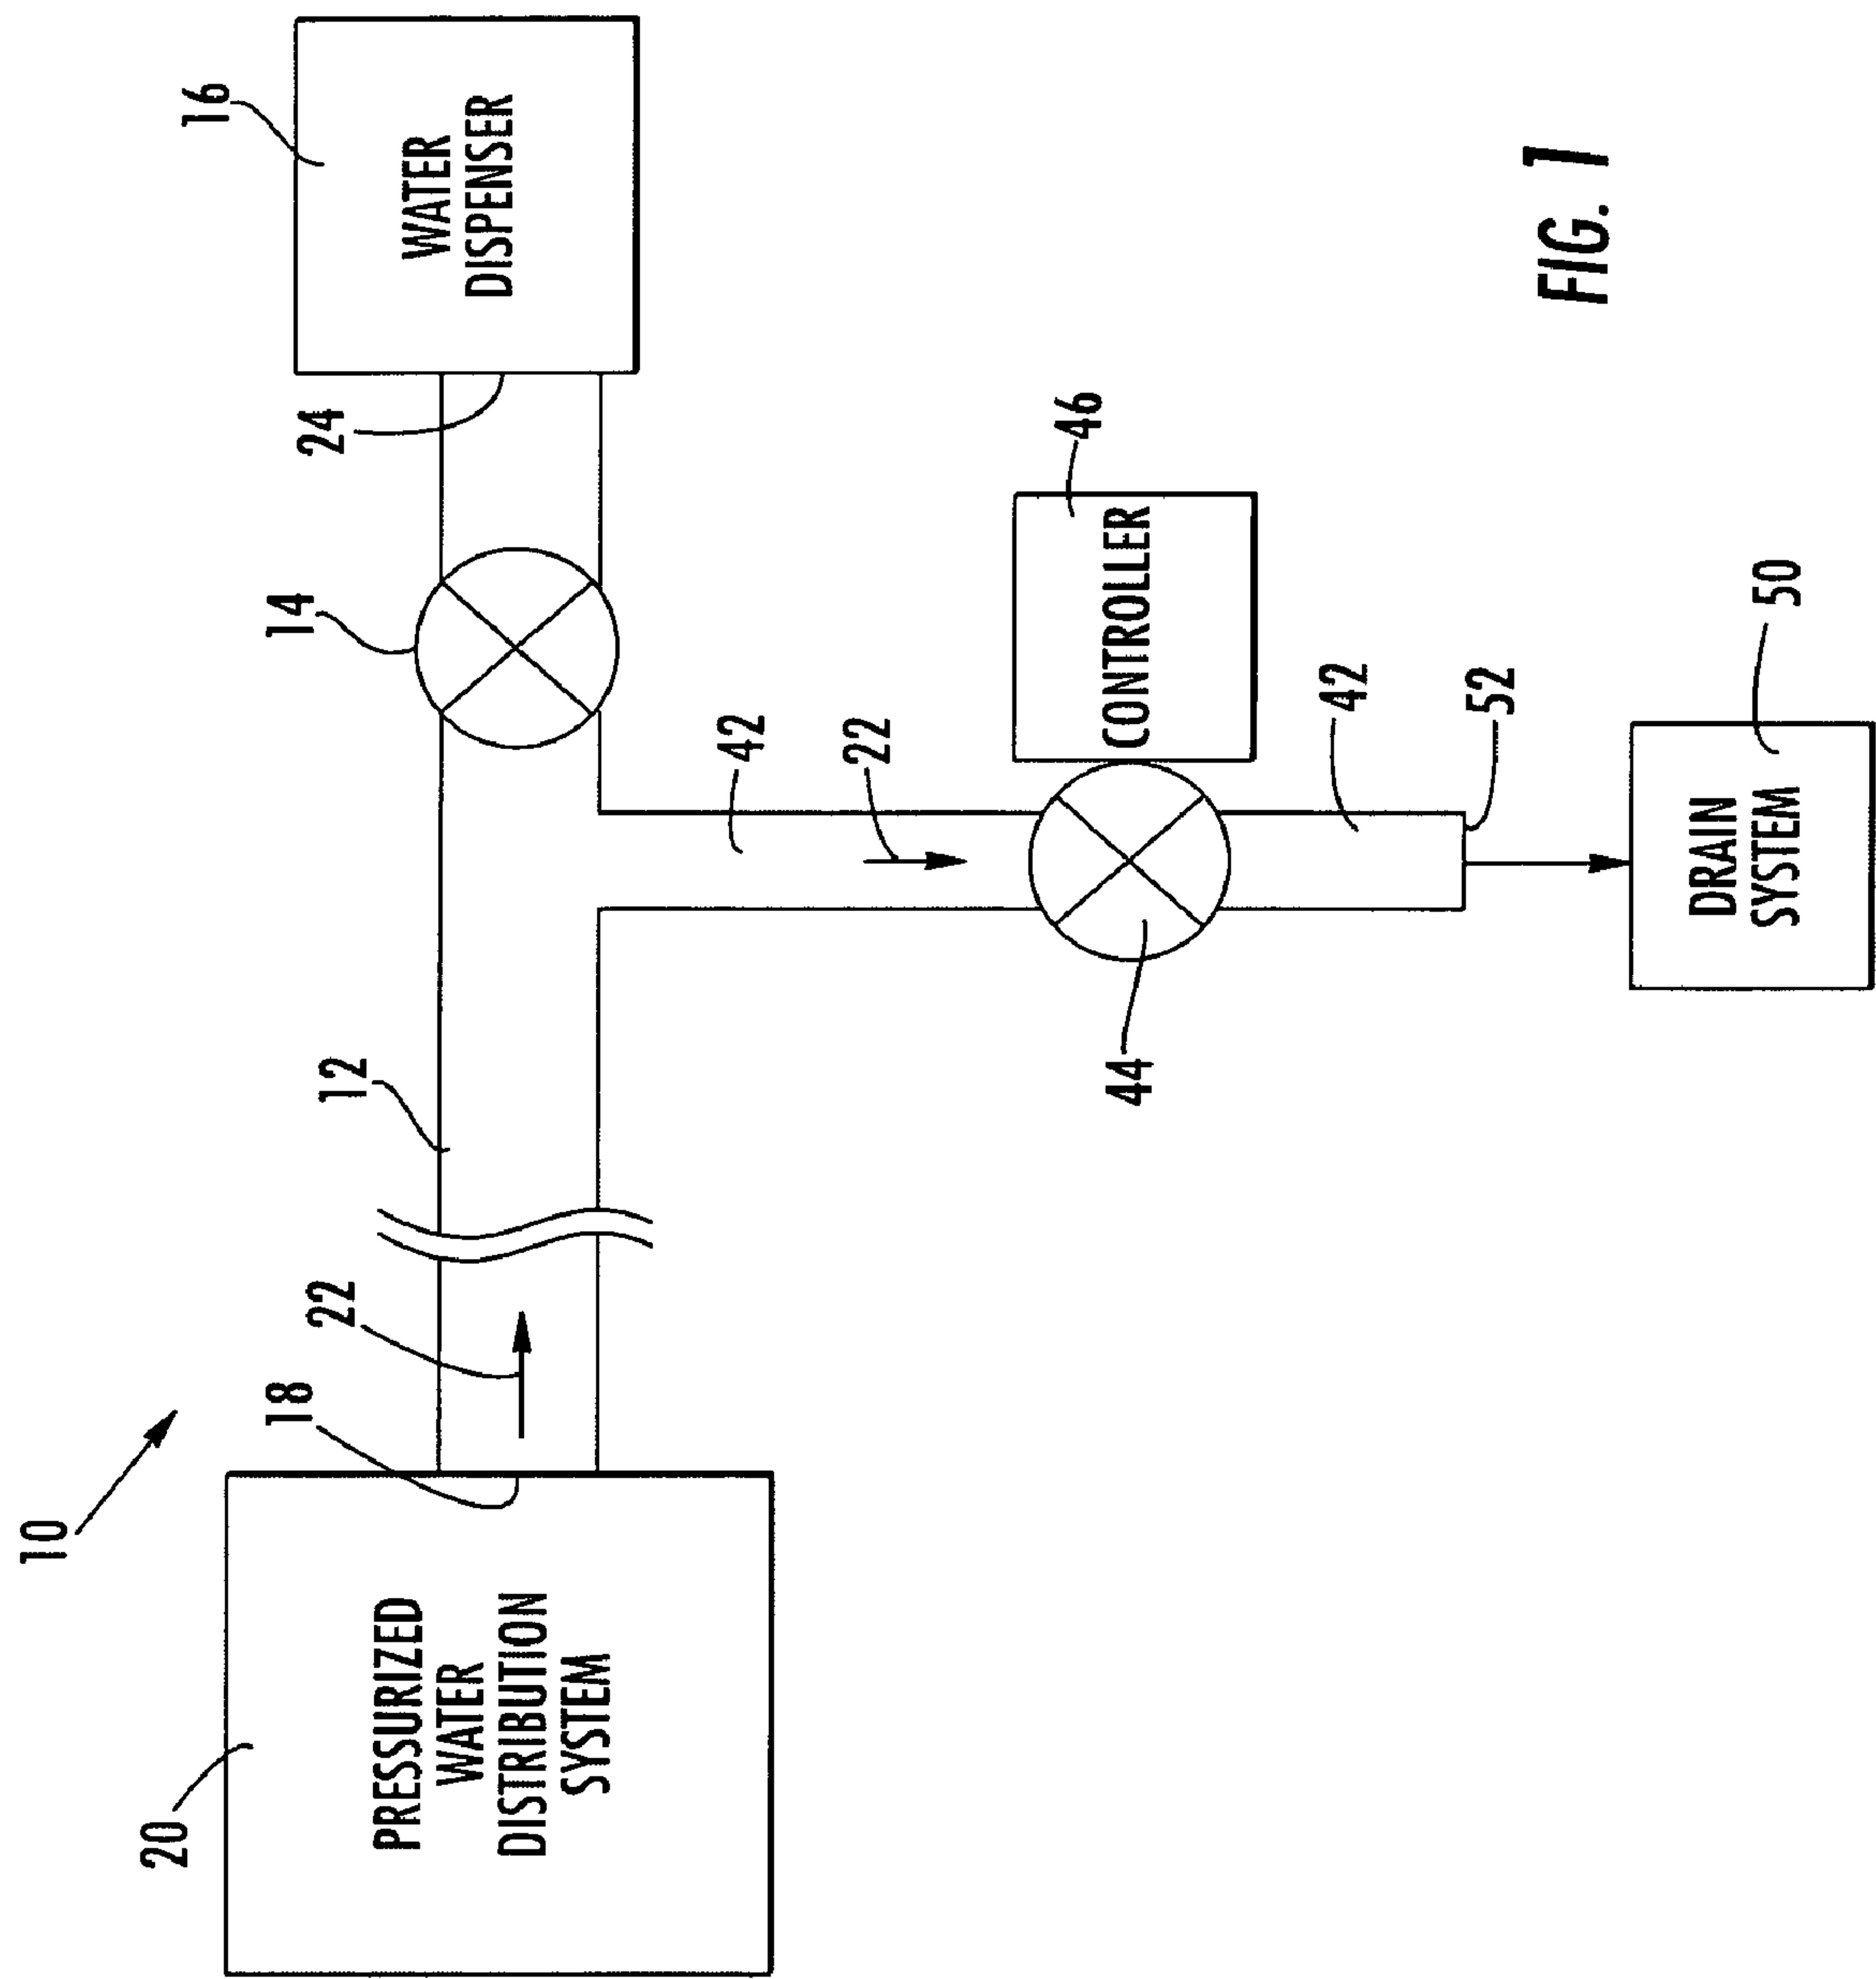 10
20
PRESSURIZED
WATER
DISTRIBUTION
SYSTEM
18
22
12
14
24
16
WATER
DISPENSER
42
22
44
46
CONTROLLER
42
52
50
DRAIN
SYSTEM
FIG. 1